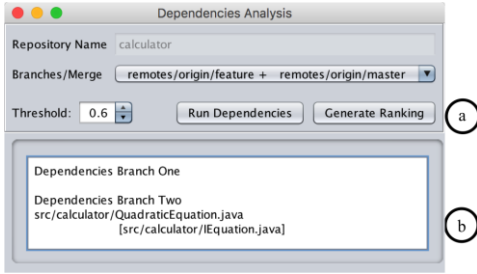 Dependencies Analysis
Repository Name calculator
Branches/Merge remotes/origin/feature + remotes/origin/master
Threshold: 0.6 Run Dependencies Generate Ranking
a
Dependencies Branch One
Dependencies Branch Two
src/calculator/QuadraticEquation.java
[src/calculator/IEquation.java]
b